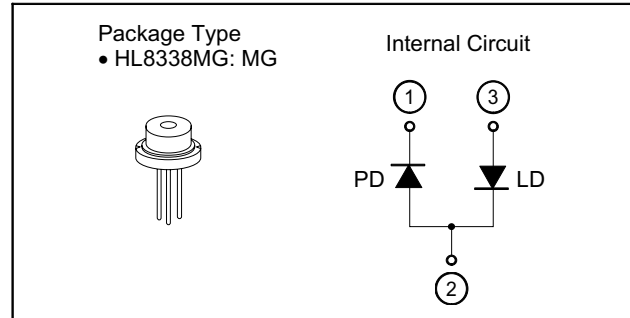 Package Type
• HL8338MG: MG
Internal Circuit
1 3
PD LD
2